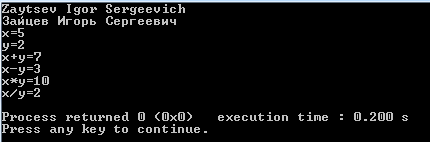 Zaytsev Igor Sergeevich
Зайцев Игорь Сергеевич
x=5
y=2
x+y=7
x-y=3
x*y=10
x/y=2
Process returned 0 (0x0)   execution time : 0.200 s
Press any key to continue.